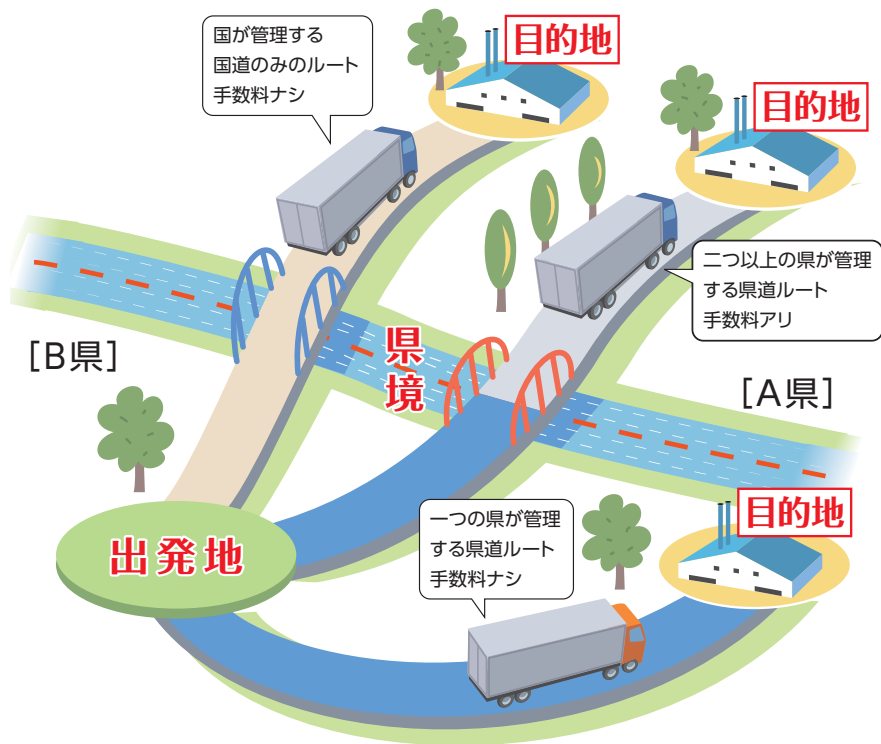 国が管理する
国道のみのルート
手数料ナシ
目的地
目的地
二つ以上の県が管理
する県道ルート
手数料アリ
県境
[B県]
[A県]
目的地
一つの県が管理
する県道ルート
手数料ナシ
出発地